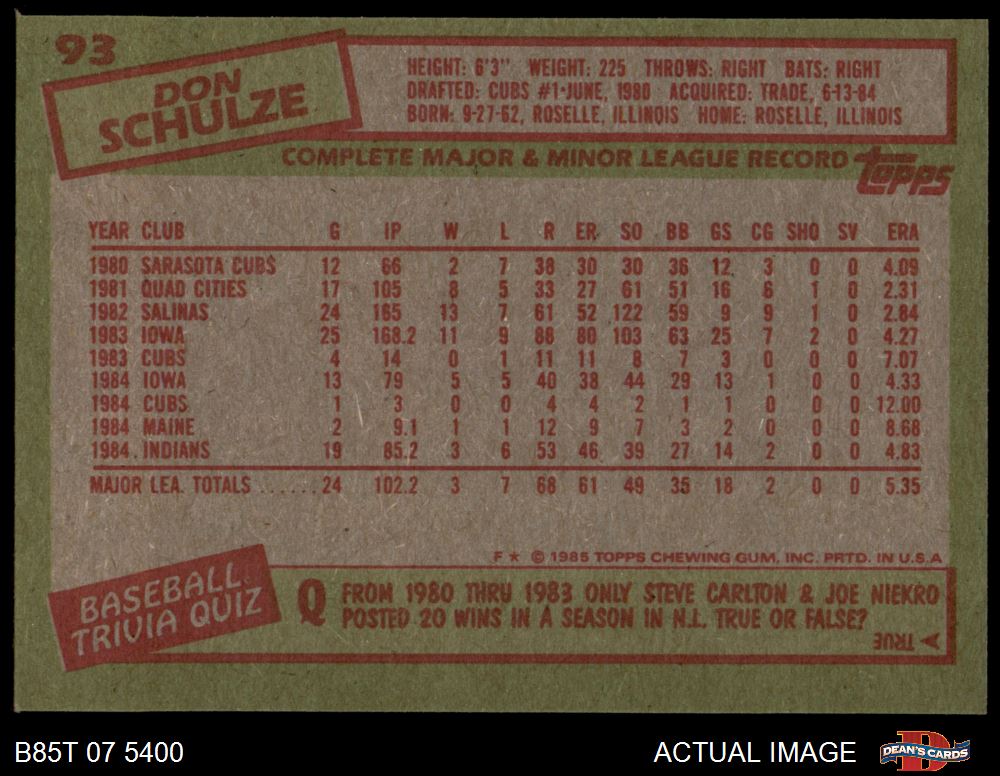 93
DON
SCHULZE
HEIGHT: 6'3" WEIGHT: 225 THROWS: RIGHT BATS: RIGHT
DRAFTED: CUBS #1-JUNE, 1980 ACQUIRED: TRADE, 6-13-84
BORN: 9-27-62, ROSELLE, ILLINOIS HOME: ROSELLE, ILLINOIS
COMPLETE MAJOR & MINOR LEAGUE RECORD topps
YEAR CLUB G IP W L R ER SO BB GS CG SHO SV ERA
1980 SARASOTA CUBS 12 66 2 7 38 30 30 36 12 3 0 0 4.09
1981 QUAD CITIES 17 105 8 5 33 27 61 51 16 6 1 0 2.31
1982 SALINAS 24 165 13 7 61 52 122 59 9 9 1 0 2.84
1983 IOWA 25 168.2 11 9 88 80 103 63 25 7 2 0 4.27
1983 CUBS 4 14 0 1 11 11 8 7 3 0 0 0 7.07
1984 IOWA 13 79 5 5 40 38 44 29 13 1 0 0 4.33
1984 CUBS 1 3 0 0 4 4 2 1 1 0 0 0 12.00
1984 MAINE 2 9.1 1 1 12 9 7 3 2 0 0 0 8.68
1984 INDIANS 19 85.2 3 6 53 46 39 27 14 2 0 0 4.83
MAJOR LEA. TOTALS ...... 24 102.2 3 7 68 61 49 35 18 2 0 0 5.35
F ★ © 1985 TOPPS CHEWING GUM, INC. PRTD. IN U.S.A
BASEBALL
TRIVIA QUIZ
Q FROM 1980 THRU 1983 ONLY STEVE CARLTON & JOE NIEKRO
POSTED 20 WINS IN A SEASON IN N.L. TRUE OR FALSE?
A TRUE
B85T 07 5400
ACTUAL IMAGE
D
DEAN'S CARDS